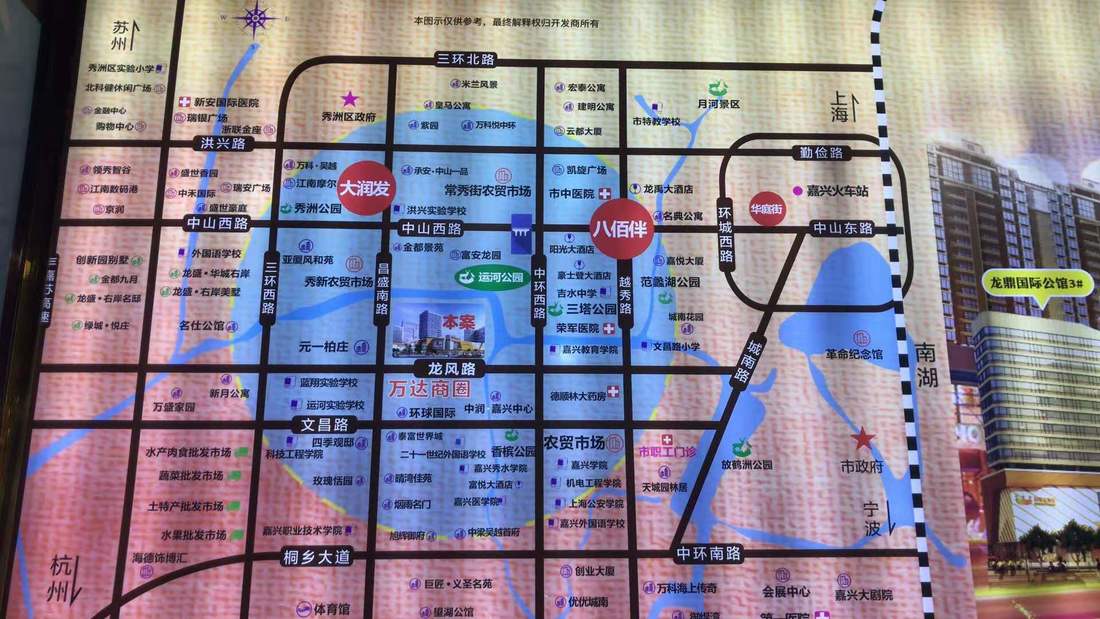 W
E
本图示仅供参考，最终解释权归开发商所有
苏州
三环北路
秀洲区实验小学
北科健休闲广场
金融中心
购物中心
新安国际医院
瑞银广场
浙联金座
秀洲区政府
米兰风景
皇马公寓
紫园
万科悦中环
宏泰公寓
建明公寓
云都大厦
市特教学校
月河景区
上海
洪兴路
勤俭路
领秀智谷
江南数码港
京润
盛世香园
中禾国际
瑞安广场
盛世豪庭
万科·吴越
江南摩尔
秀洲公园
大润发
承安·中山一品
常秀街农贸市场
洪兴实验学校
凯旋广场
市中医院
八佰伴
龙禹大酒店
名典公寓
环城西路
华庭街
嘉兴火车站
中山西路
中山西路
中山东路
外国语学校
创新园别墅
金都九月
龙盛·华城右岸
龙盛·右岸美墅
龙盛·右岸名邸
绿城·悦庄
名仕公馆
三环西路
亚厦风和苑
秀新农贸市场
元一柏庄
昌盛南路
金都景苑
富安龙园
运河公园
本案
中环西路
阳光大酒店
豪士登大酒店
吉水中学
三塔公园
荣军医院
嘉兴教育学院
越秀路
嘉悦大厦
范蠡湖公园
城南花园
文昌路小学
城南路
革命纪念馆
南湖
龙鼎国际公馆3#
龙凤路
万达商圈
新月公寓
万盛家园
蓝翔实验学校
运河实验学校
环球国际
中润·嘉兴中心
德顺林大药房
文昌路
水产肉食批发市场
蔬菜批发市场
土特产批发市场
水果批发市场
海德饰博汇
四季观邸
科技工程学院
玫瑰恬园
嘉兴职业技术学院
泰富世界城
二十一世纪外国语学校
香槟公园
晴湾佳苑
嘉兴秀水学院
富悦大酒店
烟雨名门
嘉兴医学院
旭辉御府
中梁吴越首府
农贸市场
嘉兴学院
机电工程学院
上海公安学院
嘉兴外国语学校
市职工门诊
天城园林居
放鹤洲公园
市政府
宁波
杭州
桐乡大道
中环南路
体育馆
巨匠·义圣名苑
望湖公馆
创业大厦
优优城南
万科海上传奇
会展中心
嘉兴大剧院